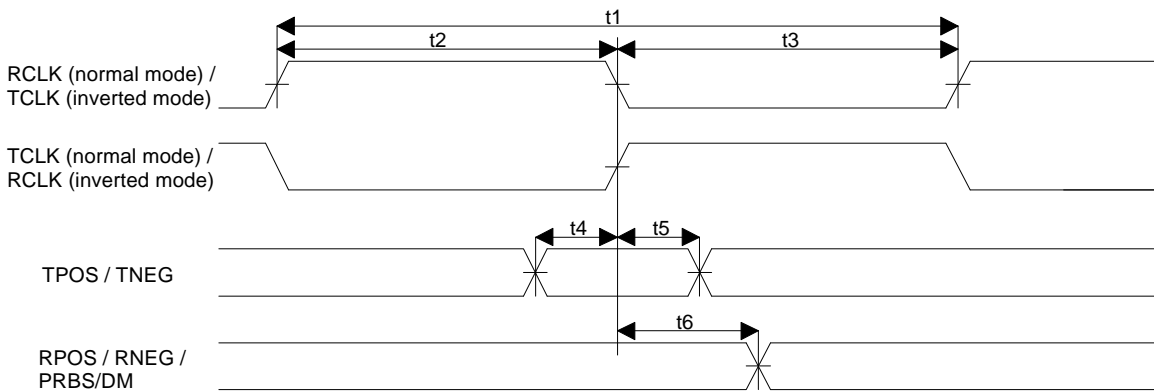 t1
t2 t3
RCLK (normal mode) /
TCLK (inverted mode)
TCLK (normal mode) /
RCLK (inverted mode)
t4 t5
TPOS / TNEG
t6
RPOS / RNEG /
PRBS/DM